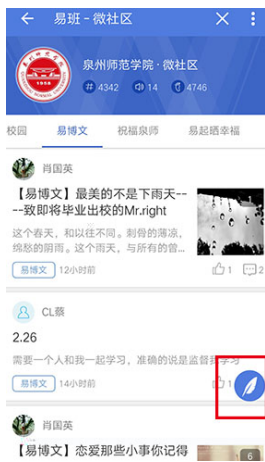 易班 - 微社区
泉州师范学院 · 微社区
# 4342 14 4746
校园 易博文 祝福泉师 易起晒幸福
肖国英
【易博文】最美的不是下雨天--
--致即将毕业出校的Mr.right
这个春天，和以往不同。刺骨的薄凉，
绵愁的阴雨。这个雨天，与所有的曾...
易博文 12小时前 1 2
CL蔡
2.26
需要一个人和我一起学习，准确的说是监督我学习
易博文 14小时前 1
肖国英
【易博文】恋爱那些小事你记得
6